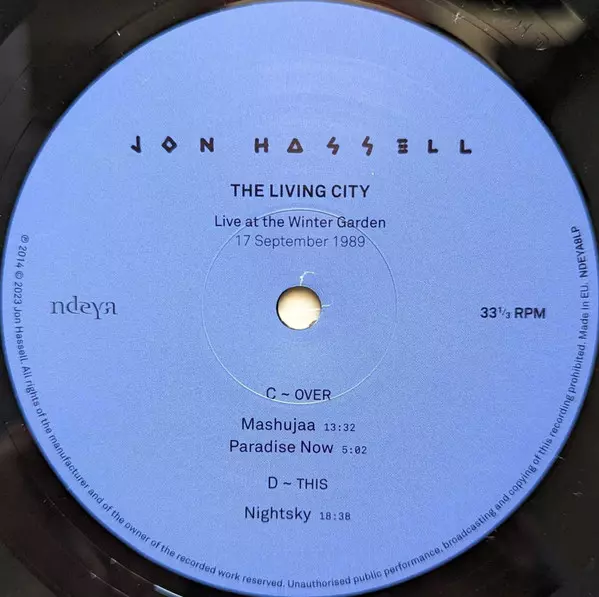 JON HASSELL
THE LIVING CITY
Live at the Winter Garden
17 September 1989
ndeya
33⅓ RPM
C ~ OVER
Mashujaa 13:32
Paradise Now 5:02
D ~ THIS
Nightsky 18:38
℗ 2014 © 2023 Jon Hassell. All rights of the manufacturer and of the owner of the recorded work reserved. Unauthorised public performance, broadcasting and copying of this recording prohibited. Made in EU. NDEYA8LP